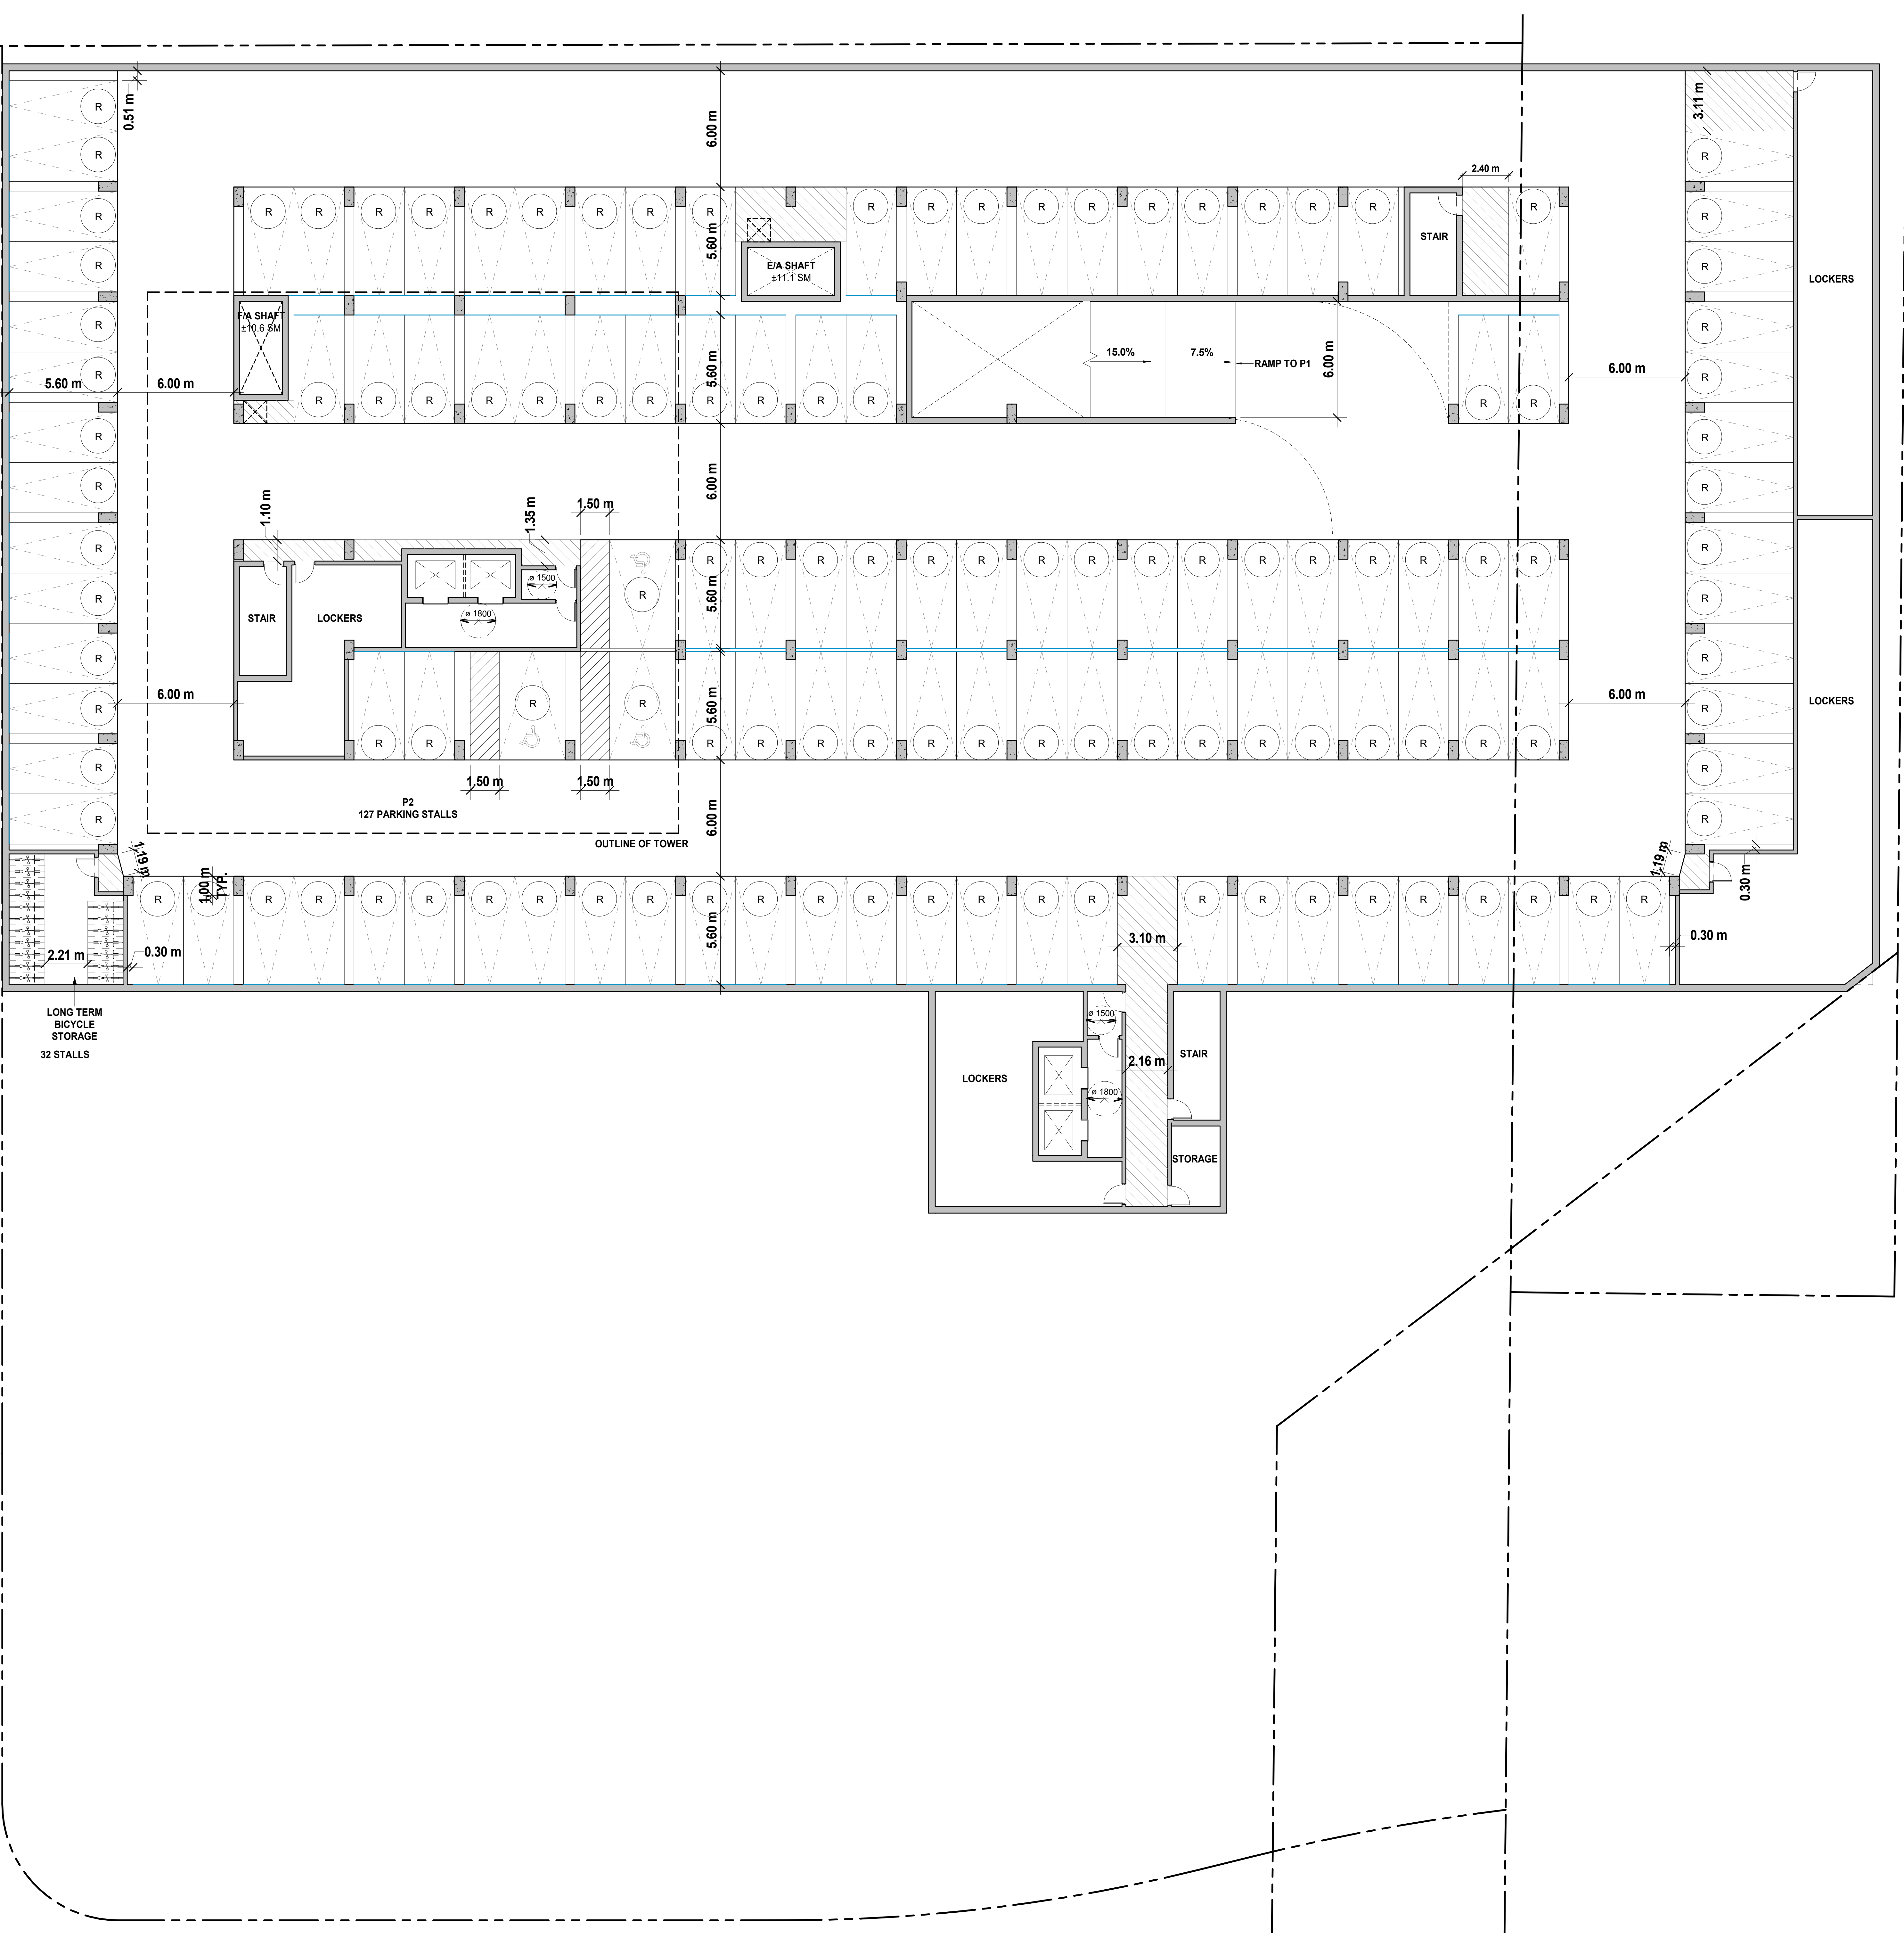 0.51 m
6.00 m
3.11 m
R
R R
2.40 m
R R R R R R R R R R R R R R R R R R R R
R R
5.60 m
STAIR
E/A SHAFT
±11.1 SM
R R
LOCKERS
F/A SHAFT
±10.6 SM
R R
15.0%
7.5%
RAMP TO P1
6.00 m
5.60 m
R R
5.60 m
6.00 m
6.00 m
R R R R R R R R R R R R R
R R
R R
6.00 m
1.10 m
1.35 m
1.50 m
R R
R R R R R R R R R R R R R R R R
ø 1500
R
5.60 m
R R
STAIR
LOCKERS
ø 1800
R R
6.00 m
6.00 m
R R
LOCKERS
R R
5.60 m
R R R R R R R R R R R R R R R R R R
R R
1.50 m
1.50 m
P2
127 PARKING STALLS
6.00 m
R R
OUTLINE OF TOWER
1.19 m
1.19 m
0.30 m
1.00 m
TYP.
R R R R R R R R R R R R R R R R R R R R R R R R R R R
5.60 m
3.10 m
0.30 m
2.21 m
0.30 m
LONG TERM
BICYCLE
STORAGE
32 STALLS
ø 1500
STAIR
2.16 m
LOCKERS
ø 1800
STORAGE